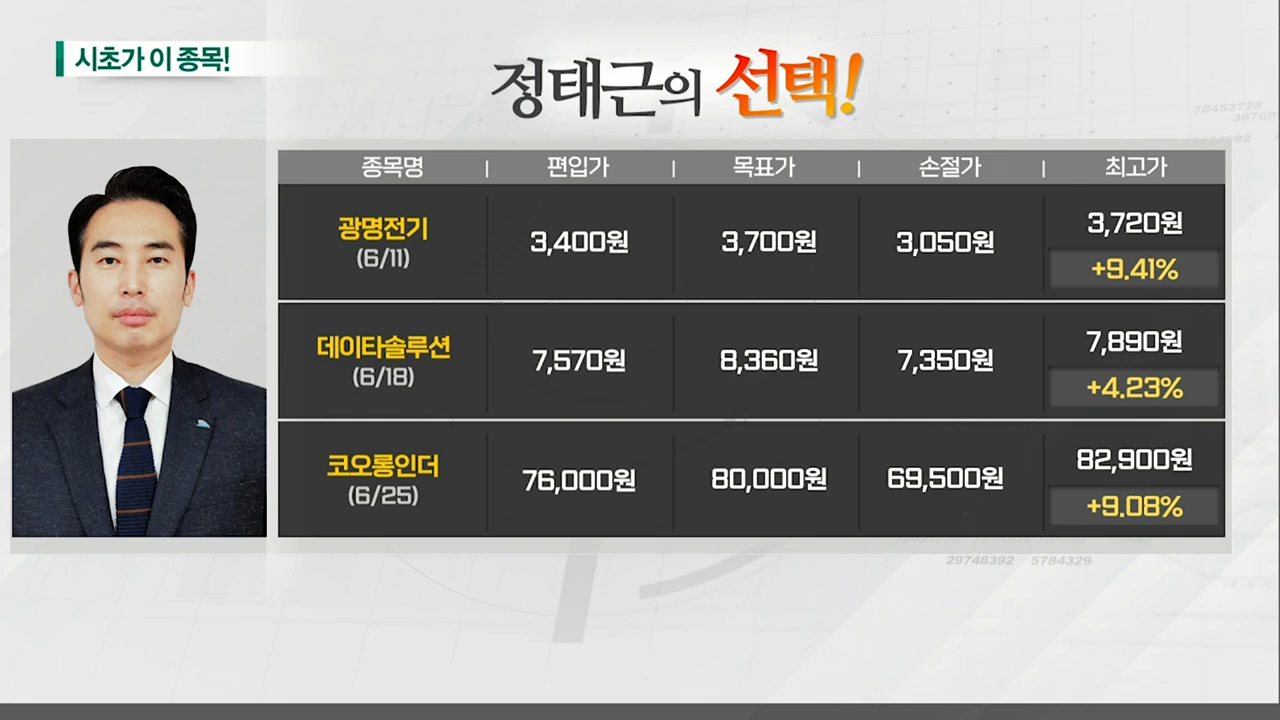 시초가 이 종목!
정태근의 선택!
종목명 | 편입가 | 목표가 | 손절가 | 최고가
광명전기 (6/11) 3,400원 3,700원 3,050원 3,720원 +9.41%
데이타솔루션 (6/18) 7,570원 8,360원 7,350원 7,890원 +4.23%
코오롱인더 (6/25) 76,000원 80,000원 69,500원 82,900원 +9.08%
78453728
29748392 5784329